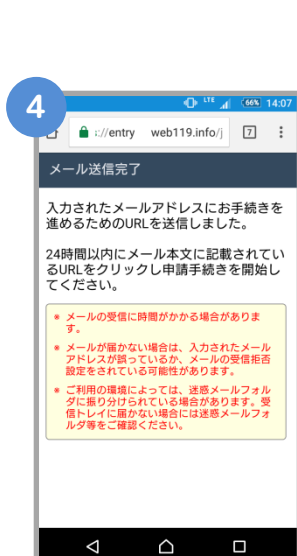 4
LTE 66% 14:07
://entry web119.info/j 7
メール送信完了
入力されたメールアドレスにお手続きを
進めるためのURLを送信しました。
24時間以内にメール本文に記載されてい
るURLをクリックし申請手続きを開始し
てください。
* メールの受信に時間がかかる場合がありま
す。
* メールが届かない場合は、入力されたメール
アドレスが誤っているか、メールの受信拒否
設定をされている可能性があります。
* ご利用の環境によっては、迷惑メールフォル
ダに振り分けられている場合があります。受
信トレイに届かない場合には迷惑メールフォ
ルダ等をご確認ください。